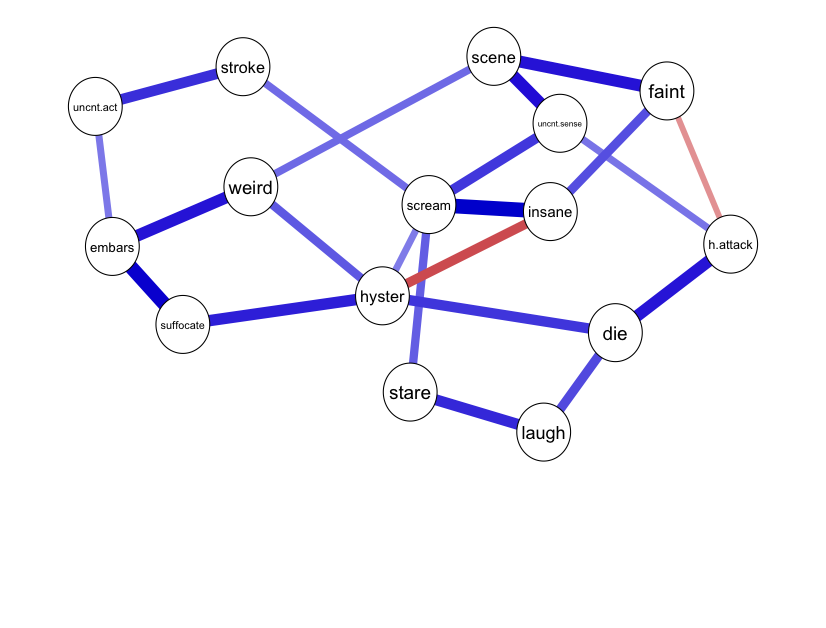 scene
stroke
faint
uncnt.act
uncnt.sense
weird
scream
insane
embars
h.attack
hyster
suffocate
die
stare
laugh